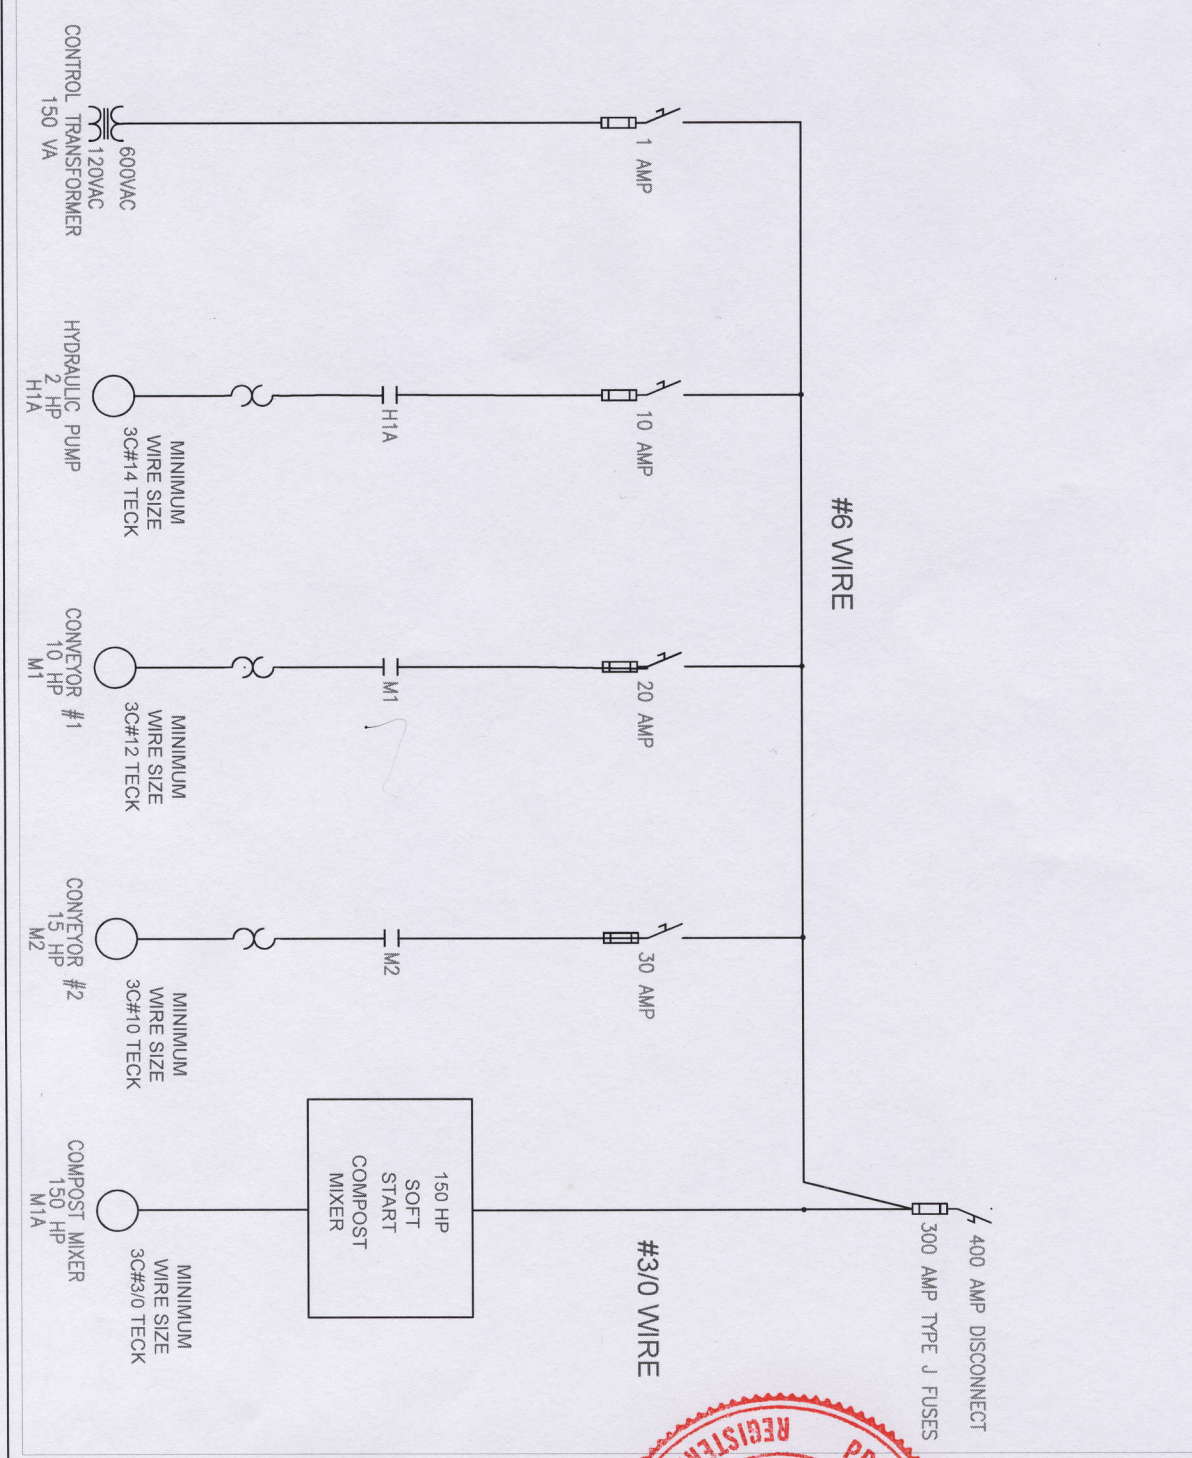 400 AMP DISCONNECT
300 AMP TYPE J FUSES
#6 WIRE
#3/0 WIRE
1 AMP
10 AMP
20 AMP
30 AMP
H1A
M1
M2
150 HP
SOFT
START
COMPOST
MIXER
600VAC
120VAC
CONTROL TRANSFORMER
150 VA
MINIMUM
WIRE SIZE
3C#14 TECK
HYDRAULIC PUMP
2 HP
H1A
MINIMUM
WIRE SIZE
3C#12 TECK
CONVEYOR #1
10 HP
M1
MINIMUM
WIRE SIZE
3C#10 TECK
CONYEYOR #2
15 HP
M2
MINIMUM
WIRE SIZE
3C#3/0 TECK
COMPOST MIXER
150 HP
M1A